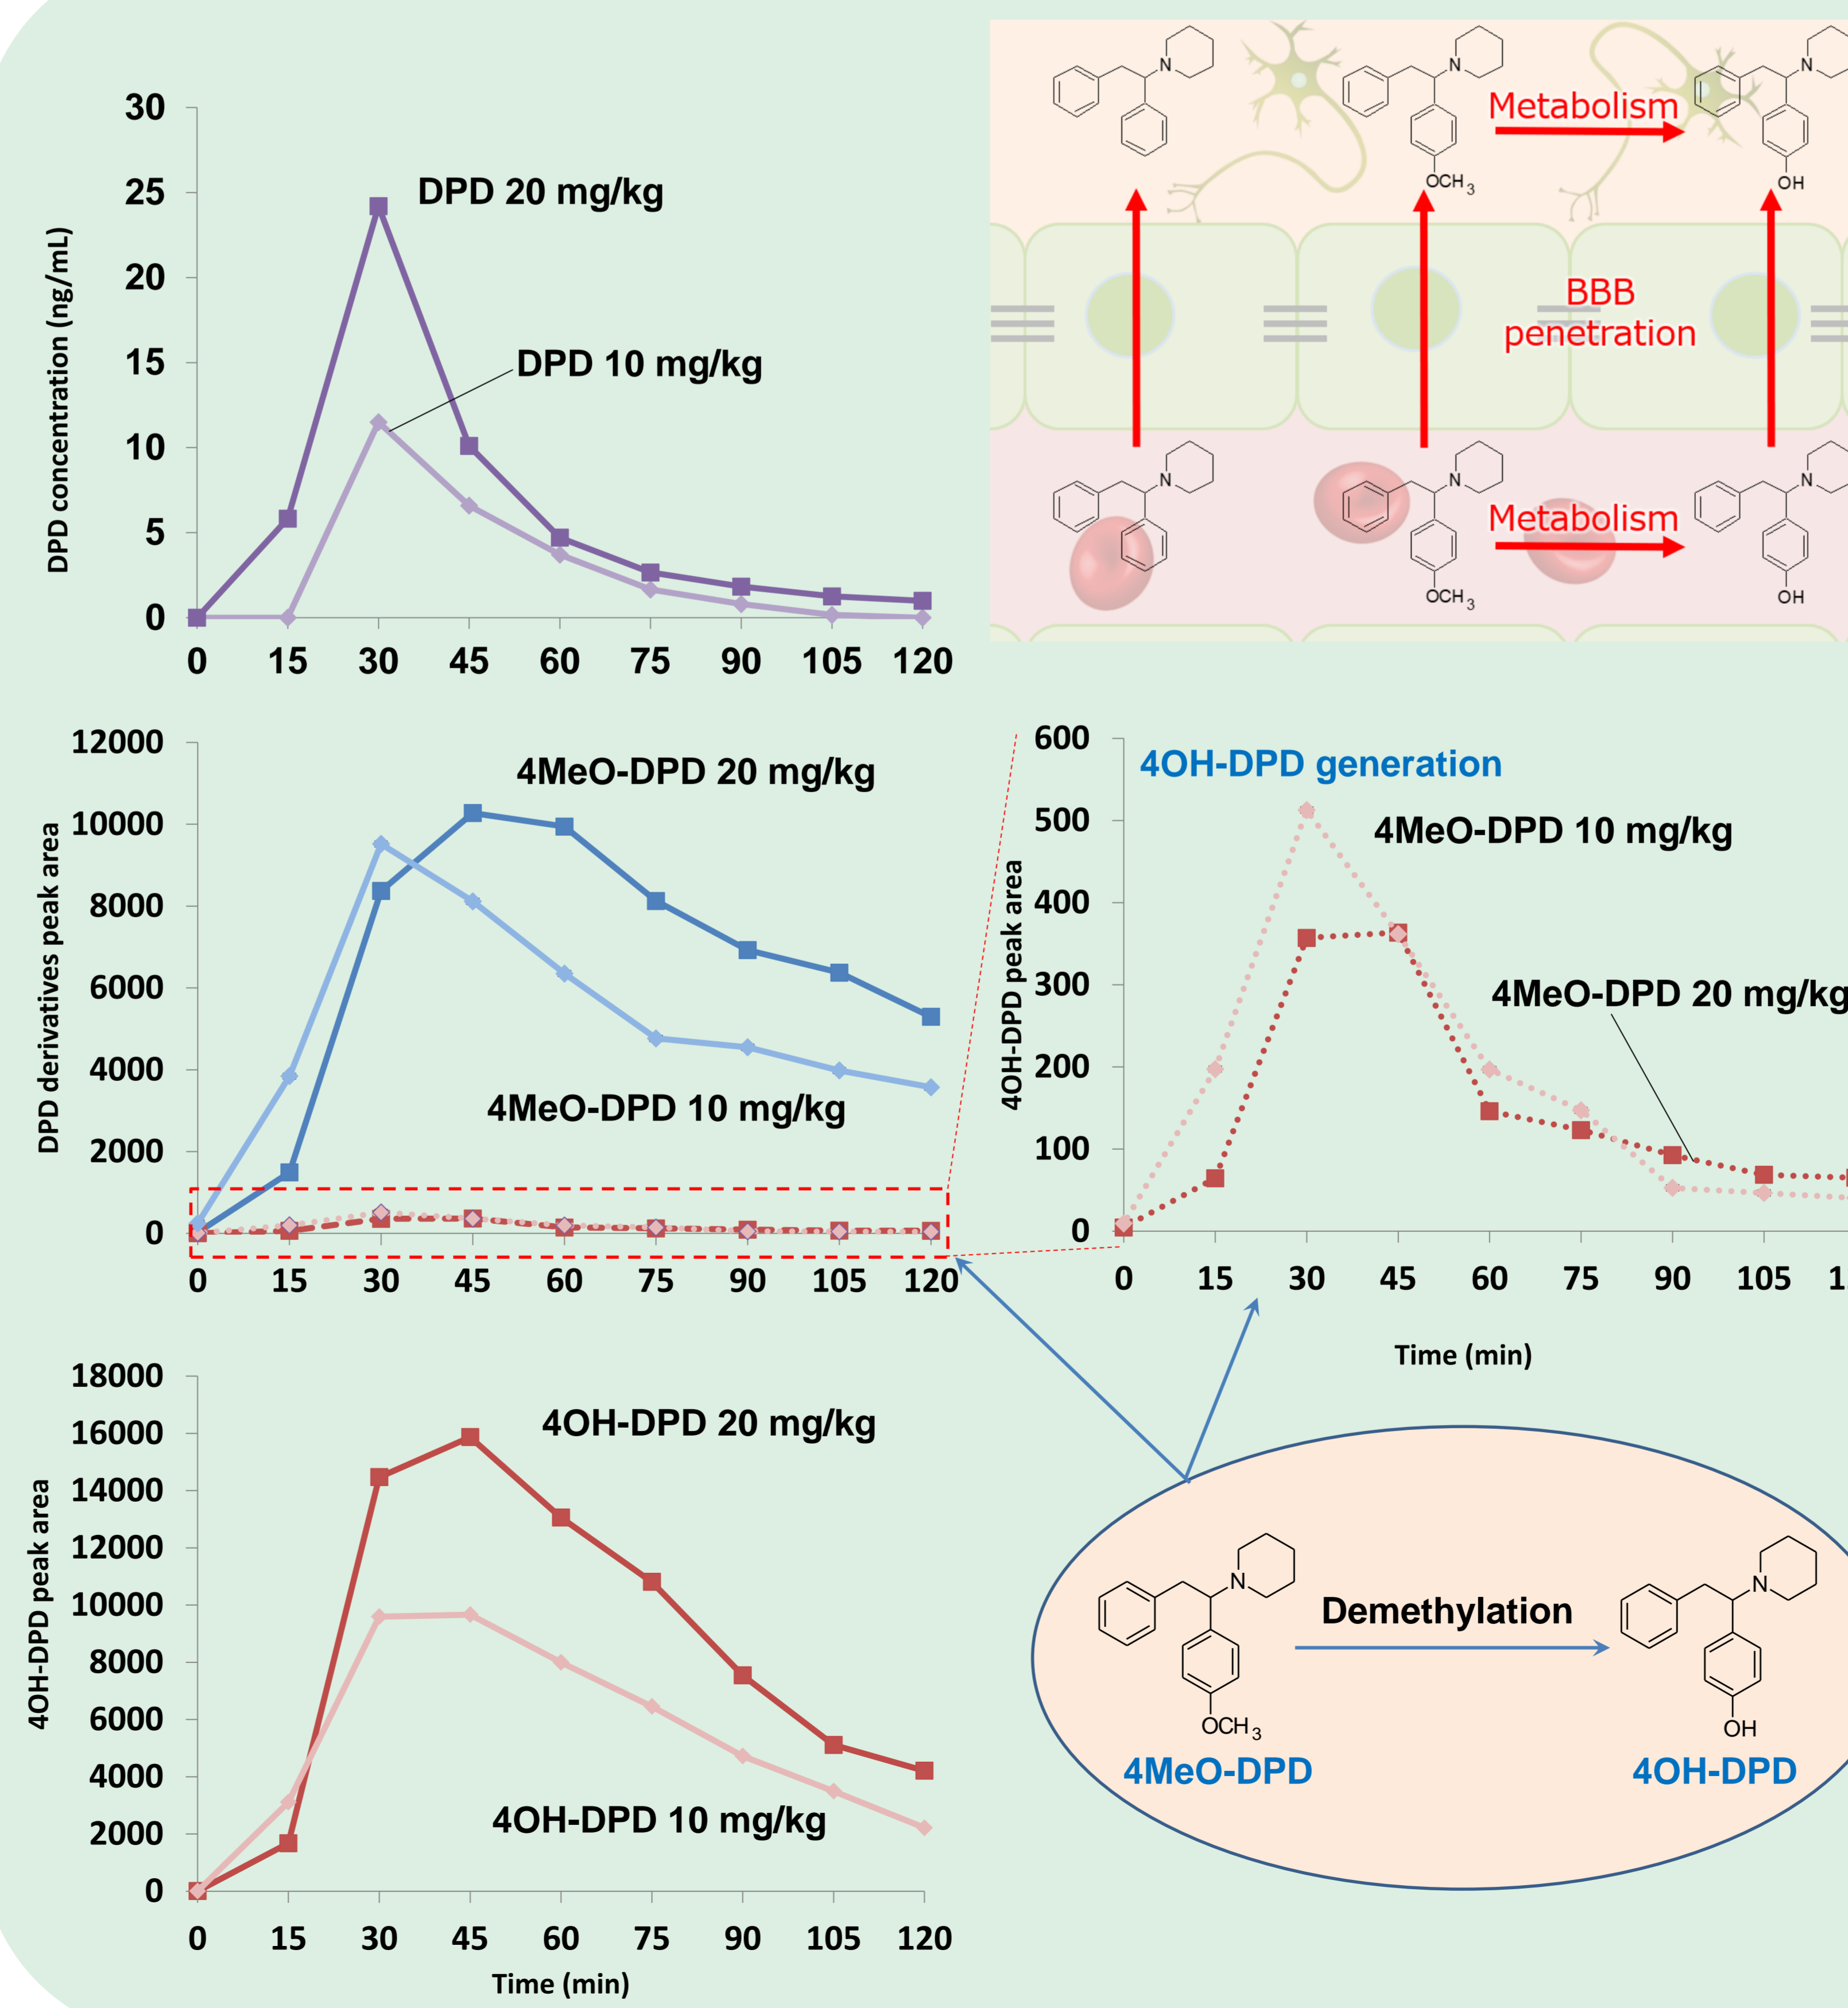 30
25
20
15
10
5
0
DPD concentration (ng/mL)
DPD 20 mg/kg
DPD 10 mg/kg
0 15 30 45 60 75 90 105 120
N
N
OCH3
Metabolism
N
OH
BBB
penetration
N
N
OCH3
Metabolism
N
OH
12000
10000
8000
6000
4000
2000
0
DPD derivatives peak area
4MeO-DPD 20 mg/kg
4MeO-DPD 10 mg/kg
0 15 30 45 60 75 90 105 120
600
500
400
300
200
100
0
4OH-DPD peak area
4OH-DPD generation
4MeO-DPD 10 mg/kg
4MeO-DPD 20 mg/kg
0 15 30 45 60 75 90 105 1
Time (min)
18000
16000
14000
12000
10000
8000
6000
4000
2000
0
4OH-DPD peak area
4OH-DPD 20 mg/kg
4OH-DPD 10 mg/kg
0 15 30 45 60 75 90 105 120
Time (min)
N
OCH3
4MeO-DPD
Demethylation
N
OH
4OH-DPD